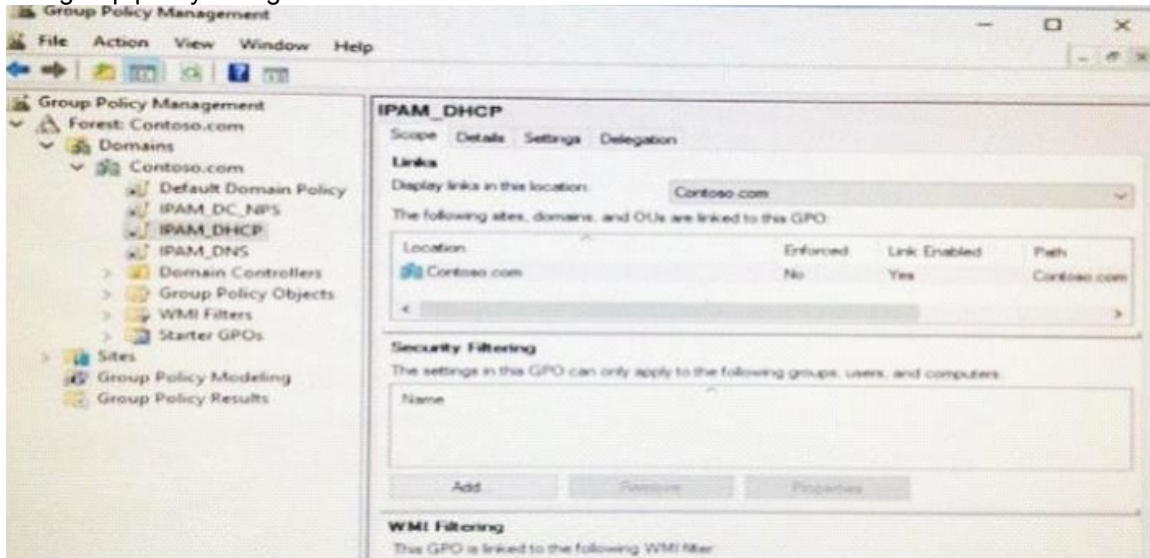 Group Policy Management
File Action View Window Help
Group Policy Management
Forest: Contoso.com
Domains
Contoso.com
Default Domain Policy
IPAM_DC_NPS
IPAM_DHCP
IPAM_DNS
Domain Controllers
Group Policy Objects
WMI Filters
Starter GPOs
Sites
Group Policy Modeling
Group Policy Results
IPAM_DHCP
Scope Details Settings Delegation
Links
Display links in this location: Contoso.com
The following sites, domains, and OUs are linked to this GPO:
Location Enforced Link Enabled Path
Contoso.com No Yes Contoso.com
Security Filtering
The settings in this GPO can only apply to the following groups, users, and computers:
Name
Add... Remove Properties
WMI Filtering
This GPO is linked to the following WMI filter: